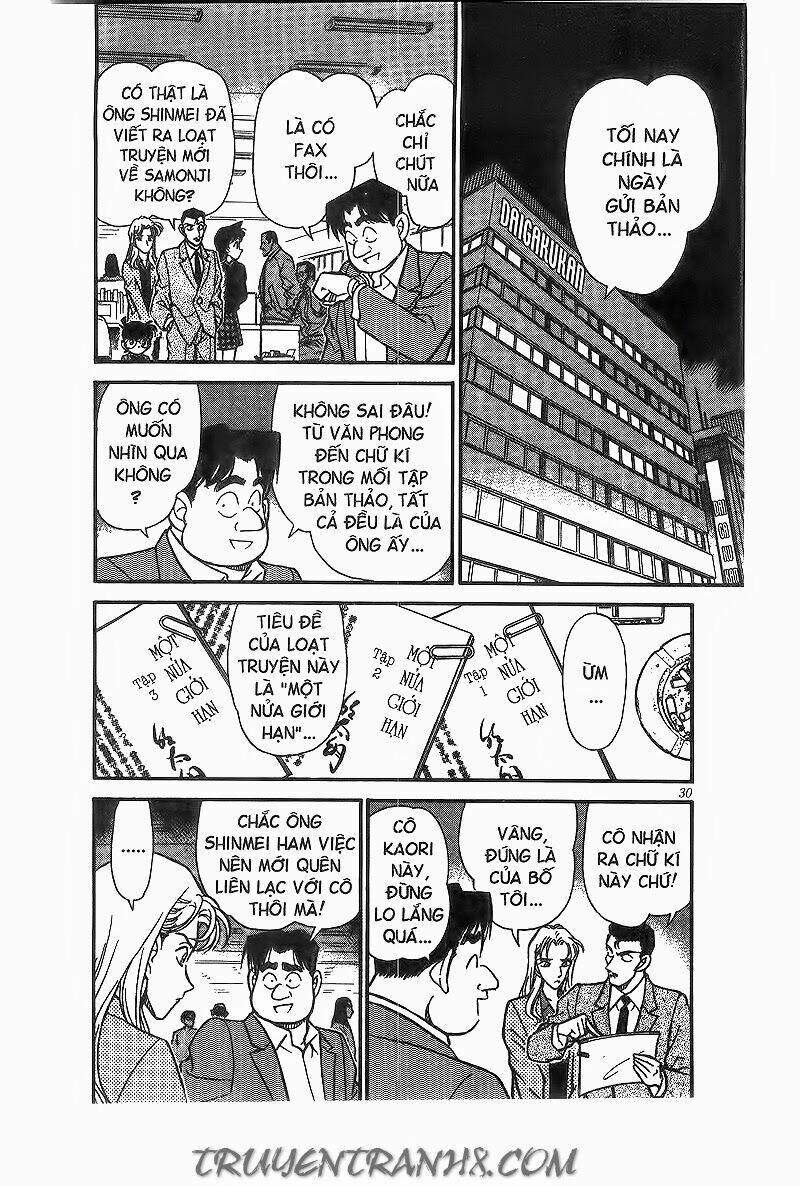 TỐI NAY
CHÍNH LÀ
NGÀY
GỬI BẢN
THẢO...
DAIGAKUKAN
CHẮC
CHỈ
CHÚT
NỮA
LÀ CÓ
FAX
THÔI...
CÓ THẬT LÀ
ÔNG SHINMEI ĐÃ
VIẾT RA LOẠT
TRUYỆN MỚI
VỀ SAMONJI
KHÔNG?
KHÔNG SAI ĐÂU!
TỪ VĂN PHONG
ĐẾN CHỮ KÍ
TRONG MỖI TẬP
BẢN THẢO, TẤT
CẢ ĐỀU LÀ CỦA
ÔNG ẤY...
ÔNG CÓ
MUỐN
NHÌN QUA
KHÔNG
?
ỪM
...
MỘT
NỬA
GIỚI
HẠN
Tập
1
MỘT
NỬA
GIỚI
HẠN
Tập
2
TIÊU ĐỀ
CỦA LOẠT
TRUYỆN NÀY
LÀ "MỘT
NỬA GIỚI
HẠN"...
MỘT
NỬA
GIỚI
HẠN
Tập
3
30
CÔ NHẬN
RA CHỮ KÍ
NÀY CHỨ!
VÂNG,
ĐÚNG LÀ
CỦA BỐ
TÔI...
CÔ
KAORI
NÀY,
ĐỪNG
LO LẮNG
QUÁ...
CHẮC ÔNG
SHINMEI HAM VIỆC
NÊN MỚI QUÊN
LIÊN LẠC VỚI CÔ
THÔI MÀ!
.....
TRUYENTRANH8.COM